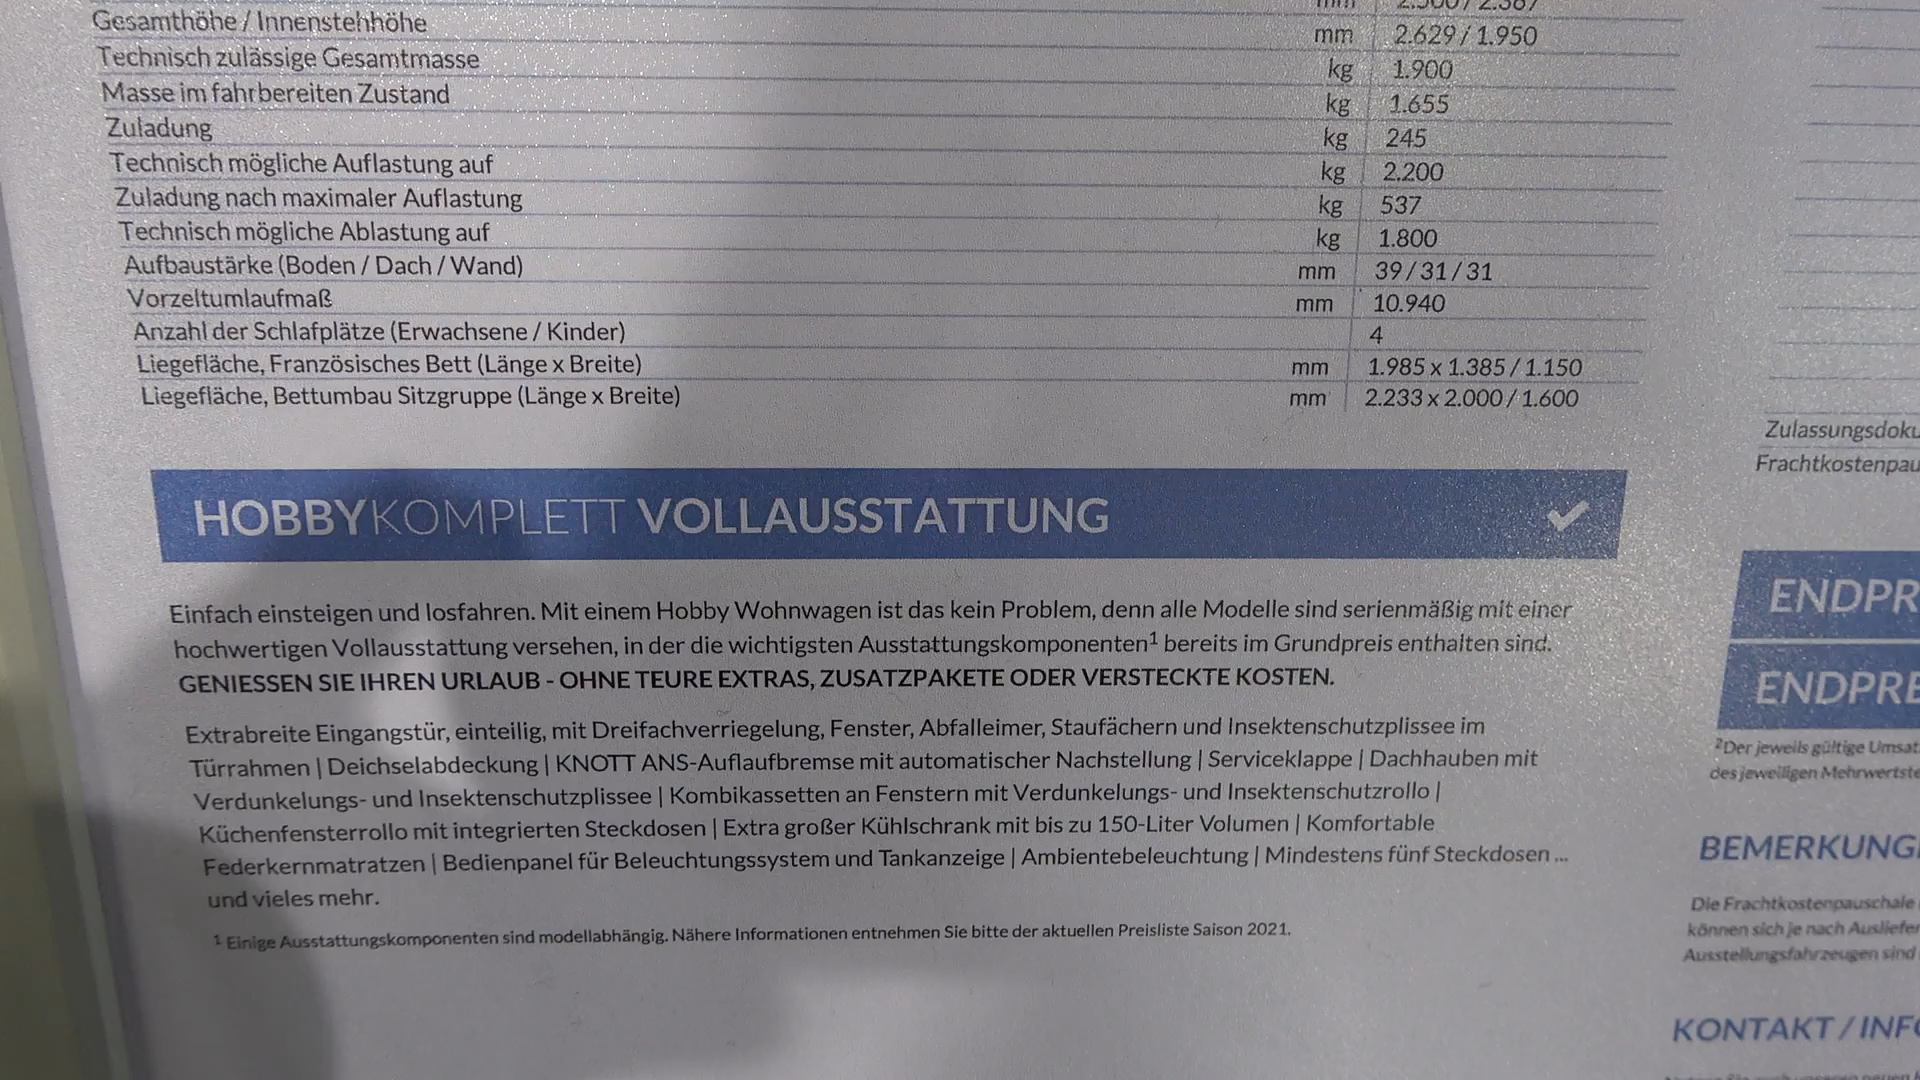 Gesamthöhe / Innenstehhöhe mm 2.629 / 1.950
Technisch zulässige Gesamtmasse kg 1.900
Masse im fahrbereiten Zustand kg 1.655
Zuladung kg 245
Technisch mögliche Auflastung auf kg 2.200
Zuladung nach maximaler Auflastung kg 537
Technisch mögliche Ablastung auf kg 1.800
Aufbaustärke (Boden / Dach / Wand) mm 39 / 31 / 31
Vorzeltumlaufmaß mm 10.940
Anzahl der Schlafplätze (Erwachsene / Kinder) 4
Liegefläche, Französisches Bett (Länge x Breite) mm 1.985 x 1.385 / 1.150
Liegefläche, Bettumbau Sitzgruppe (Länge x Breite) mm 2.233 x 2.000 / 1.600
HOBBYKOMPLETT VOLLAUSSTATTUNG
Einfach einsteigen und losfahren. Mit einem Hobby Wohnwagen ist das kein Problem, denn alle Modelle sind serienmäßig mit einer
hochwertigen Vollausstattung versehen, in der die wichtigsten Ausstattungskomponenten¹ bereits im Grundpreis enthalten sind.
GENIESSEN SIE IHREN URLAUB - OHNE TEURE EXTRAS, ZUSATZPAKETE ODER VERSTECKTE KOSTEN.
Extrabreite Eingangstür, einteilig, mit Dreifachverriegelung, Fenster, Abfalleimer, Staufächern und Insektenschutzplissee im
Türrahmen | Deichselabdeckung | KNOTT ANS-Auflaufbremse mit automatischer Nachstellung | Serviceklappe | Dachhauben mit
Verdunkelungs- und Insektenschutzplissee | Kombikassetten an Fenstern mit Verdunkelungs- und Insektenschutzrollo |
Küchenfensterrollo mit integrierten Steckdosen | Extra großer Kühlschrank mit bis zu 150-Liter Volumen | Komfortable
Federkernmatratzen | Bedienpanel für Beleuchtungssystem und Tankanzeige | Ambientebeleuchtung | Mindestens fünf Steckdosen ...
und vieles mehr.
¹ Einige Ausstattungskomponenten sind modellabhängig. Nähere Informationen entnehmen Sie bitte der aktuellen Preisliste Saison 2021.
Zulassungsdoku
Frachtkostenpau
ENDPR
ENDPRE
²Der jeweils gültige Umsat
des jeweiligen Mehrwertste
BEMERKUNG
Die Frachtkostenpauschale
können sich je nach Ausliefer
Ausstellungsfahrzeugen sind
KONTAKT / INFO